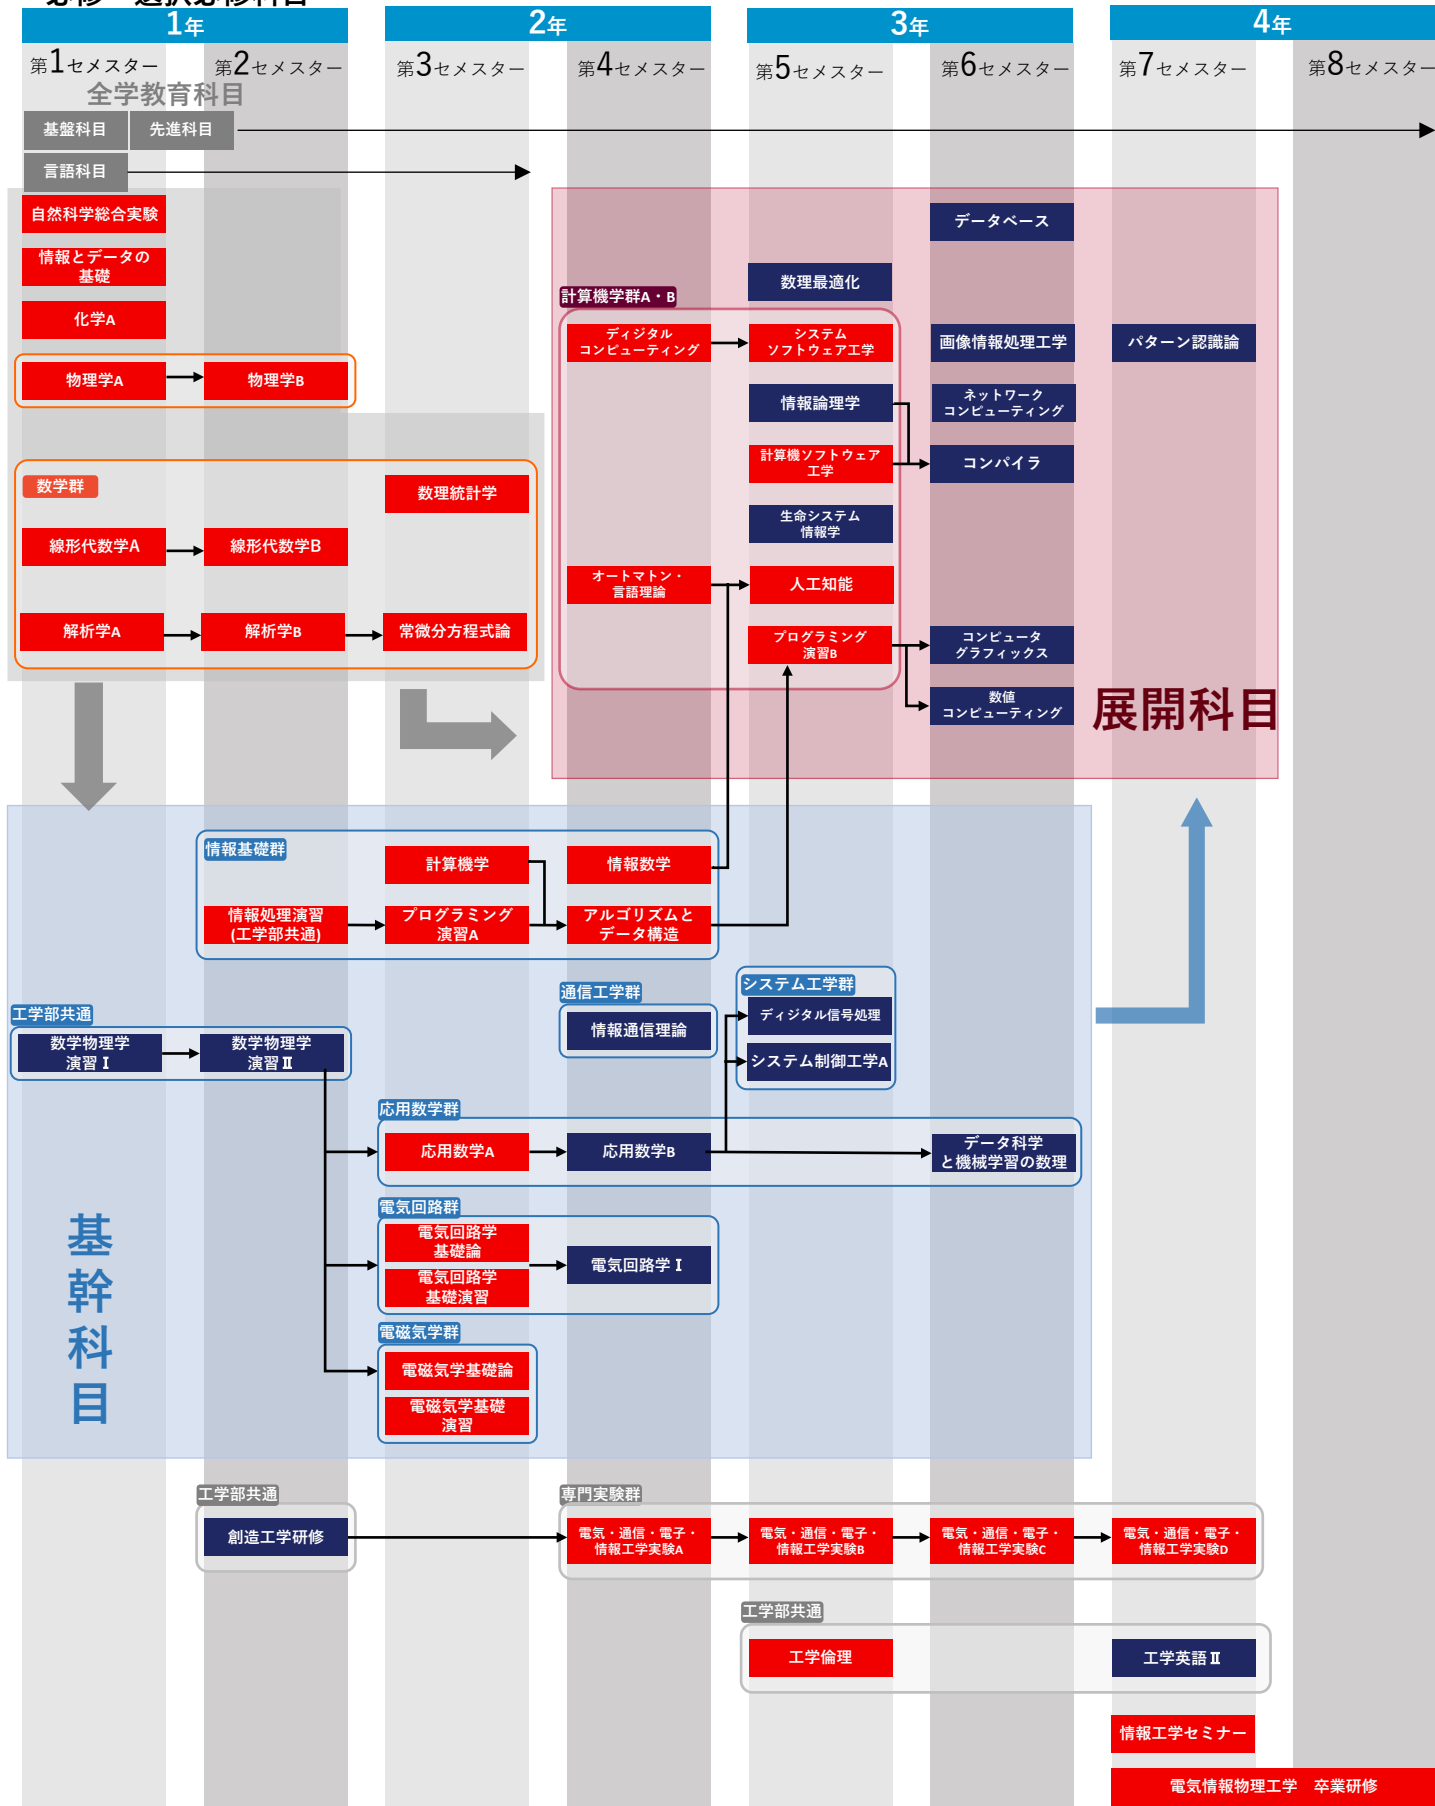 必修・選択必修科目
1年
2年
3年
4年
第1セメスター
第2セメスター
第3セメスター
第4セメスター
第5セメスター
第6セメスター
第7セメスター
第8セメスター
全学教育科目
基盤科目
先進科目
言語科目
自然科学総合実験
情報とデータの
基礎
化学A
物理学A
物理学B
数学群
数理統計学
線形代数学A
線形代数学B
解析学A
解析学B
常微分方程式論
データベース
数理最適化
計算機学群A・B
ディジタル
コンピューティング
システム
ソフトウェア工学
画像情報処理工学
パターン認識論
情報論理学
ネットワーク
コンピューティング
計算機ソフトウェア
工学
コンパイラ
生命システム
情報学
オートマトン・
言語理論
人工知能
プログラミング
演習B
コンピュータ
グラフィックス
数値
コンピューティング
展開科目
情報基礎群
計算機学
情報数学
情報処理演習
(工学部共通)
プログラミング
演習A
アルゴリズムと
データ構造
工学部共通
数学物理学
演習Ⅰ
数学物理学
演習Ⅱ
通信工学群
情報通信理論
システム工学群
ディジタル信号処理
システム制御工学A
応用数学群
応用数学A
応用数学B
データ科学
と機械学習の数理
電気回路群
電気回路学
基礎論
電気回路学
基礎演習
電気回路学Ⅰ
電磁気学群
電磁気学基礎論
電磁気学基礎
演習
基
幹
科
目
工学部共通
創造工学研修
専門実験群
電気・通信・電子・
情報工学実験A
電気・通信・電子・
情報工学実験B
電気・通信・電子・
情報工学実験C
電気・通信・電子・
情報工学実験D
工学部共通
工学倫理
工学英語Ⅱ
情報工学セミナー
電気情報物理工学　卒業研修